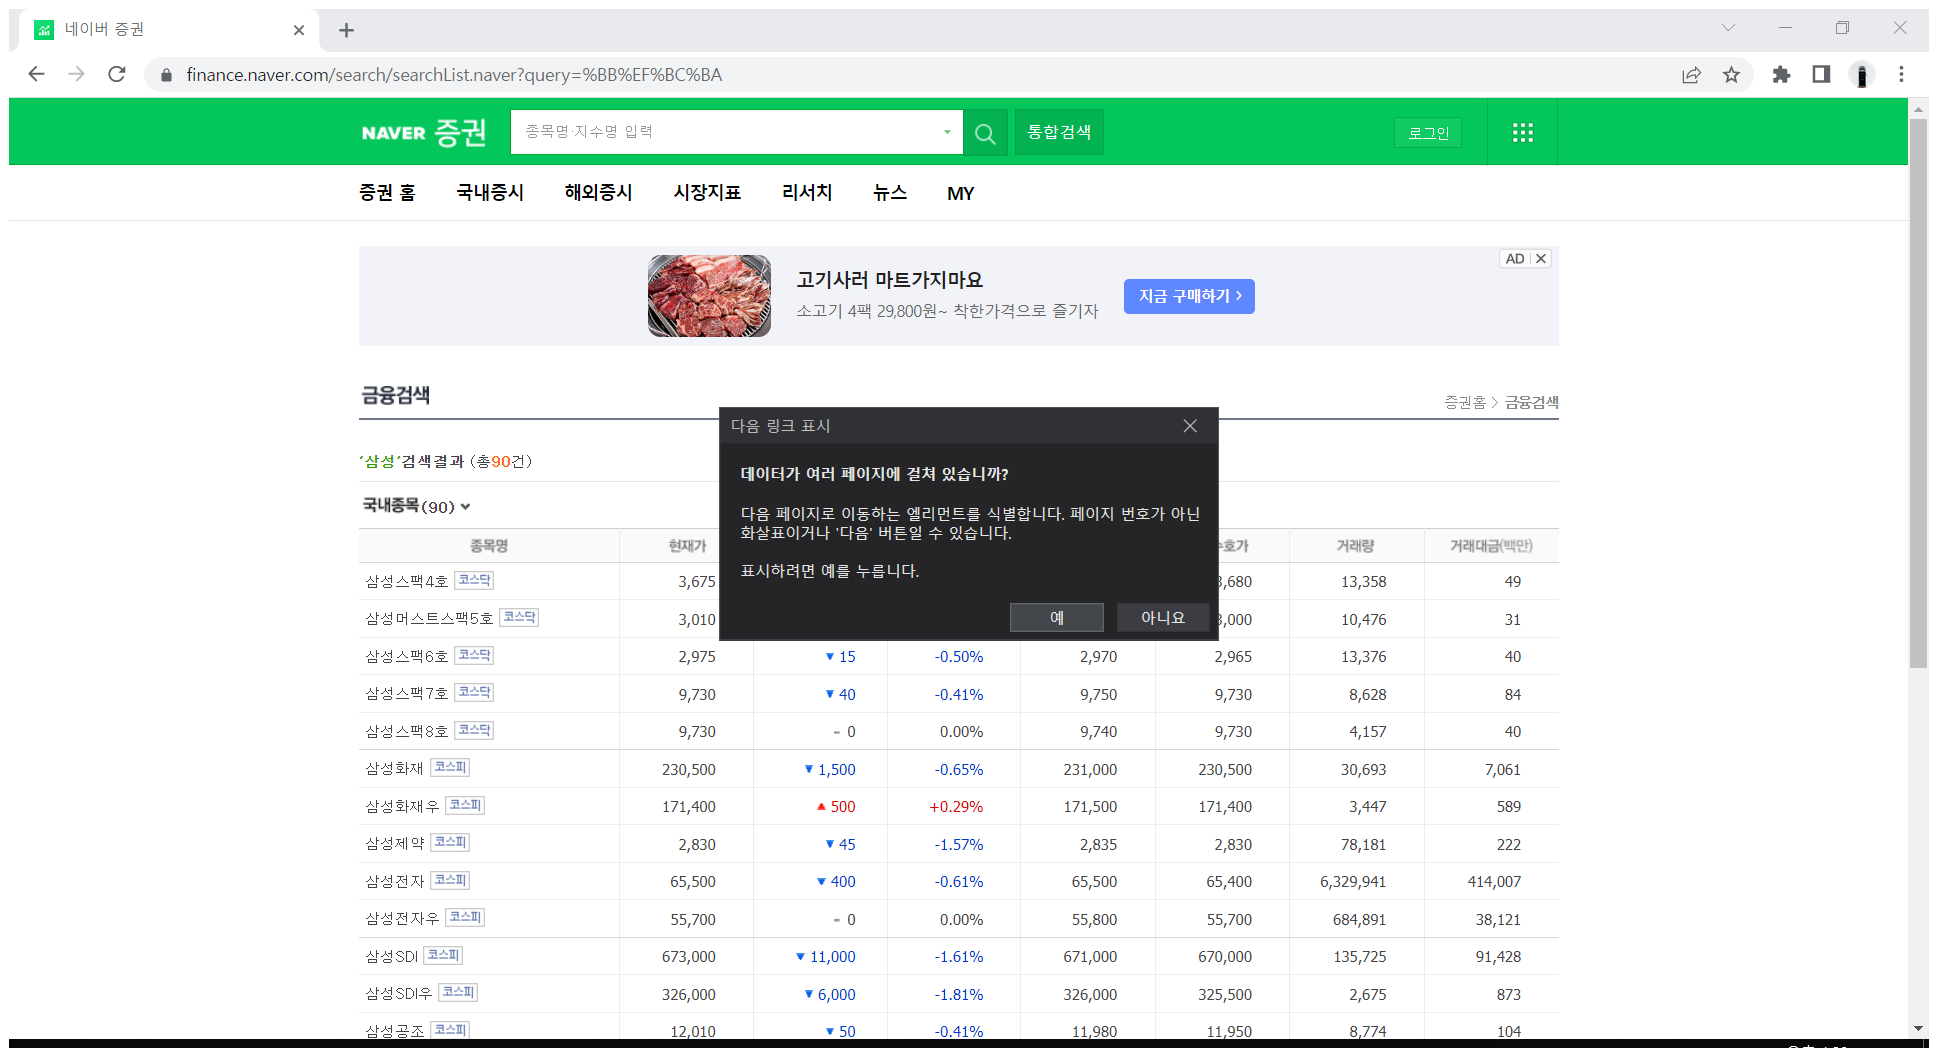 네이버 증권
finance.naver.com/search/searchList.naver?query=%BB%EF%BC%BA
NAVER 증권
종목명·지수명 입력
통합검색
로그인
증권 홈 국내증시 해외증시 시장지표 리서치 뉴스 MY
고기사러 마트가지마요
소고기 4팩 29,800원~ 착한가격으로 즐기자
지금 구매하기
AD
금융검색
증권홈 > 금융검색
'삼성'검색결과 (총90건)
국내종목(90)
다음 링크 표시
데이터가 여러 페이지에 걸쳐 있습니까?
다음 페이지로 이동하는 엘리먼트를 식별합니다. 페이지 번호가 아닌
화살표이거나 '다음' 버튼일 수 있습니다.
표시하려면 예를 누릅니다.
예 아니요
종목명 현재가 수호가 거래량 거래대금(백만)
삼성스팩4호 코스닥 3,675 3,680 13,358 49
삼성머스트스팩5호 코스닥 3,010 3,000 10,476 31
삼성스팩6호 코스닥 2,975 ▼ 15 -0.50% 2,970 2,965 13,376 40
삼성스팩7호 코스닥 9,730 ▼ 40 -0.41% 9,750 9,730 8,628 84
삼성스팩8호 코스닥 9,730 - 0 0.00% 9,740 9,730 4,157 40
삼성화재 코스피 230,500 ▼ 1,500 -0.65% 231,000 230,500 30,693 7,061
삼성화재우 코스피 171,400 ▲ 500 +0.29% 171,500 171,400 3,447 589
삼성제약 코스피 2,830 ▼ 45 -1.57% 2,835 2,830 78,181 222
삼성전자 코스피 65,500 ▼ 400 -0.61% 65,500 65,400 6,329,941 414,007
삼성전자우 코스피 55,700 - 0 0.00% 55,800 55,700 684,891 38,121
삼성SDI 코스피 673,000 ▼ 11,000 -1.61% 671,000 670,000 135,725 91,428
삼성SDI우 코스피 326,000 ▼ 6,000 -1.81% 326,000 325,500 2,675 873
삼성공조 코스피 12,010 ▼ 50 -0.41% 11,980 11,950 8,774 104